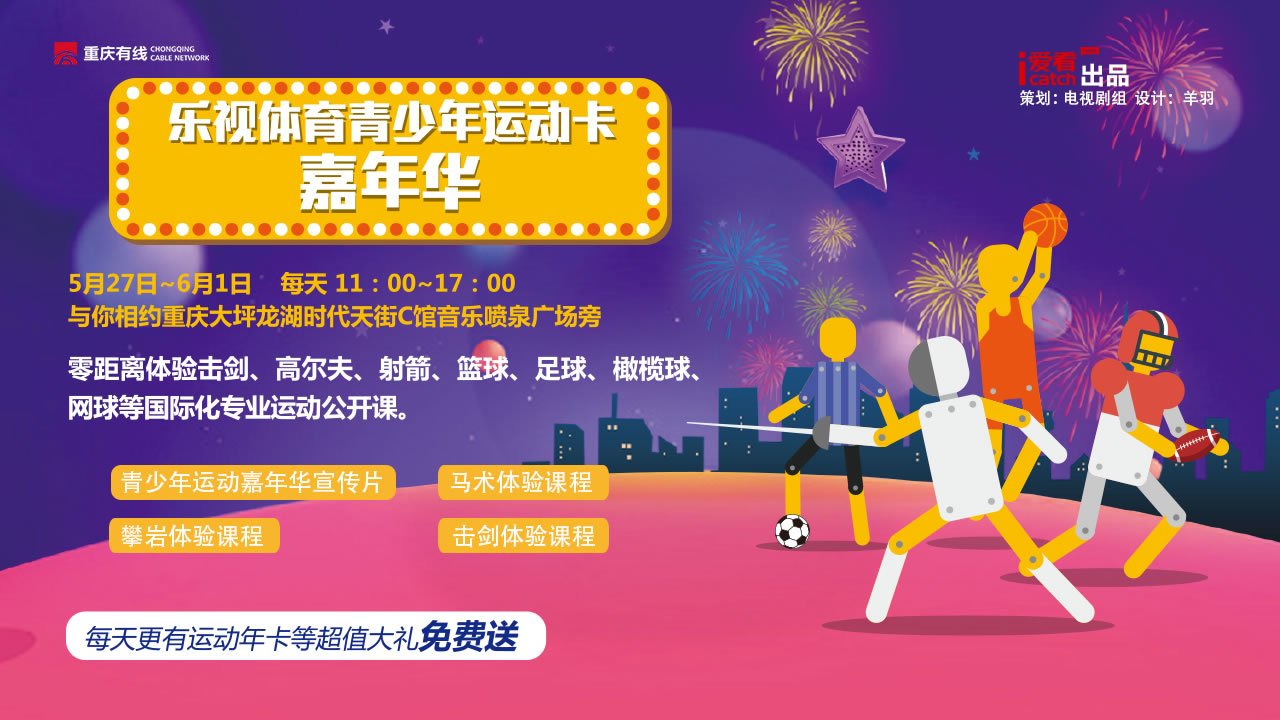 重庆有线 CHONGQING CABLE NETWORK
i爱看 catch 出品
策划：电视剧组 设计：羊羽
乐视体育青少年运动卡
嘉年华
5月27日~6月1日 每天 11：00~17：00
与你相约重庆大坪龙湖时代天街C馆音乐喷泉广场旁
零距离体验击剑、高尔夫、射箭、篮球、足球、橄榄球、
网球等国际化专业运动公开课。
青少年运动嘉年华宣传片
马术体验课程
攀岩体验课程
击剑体验课程
每天更有运动年卡等超值大礼免费送